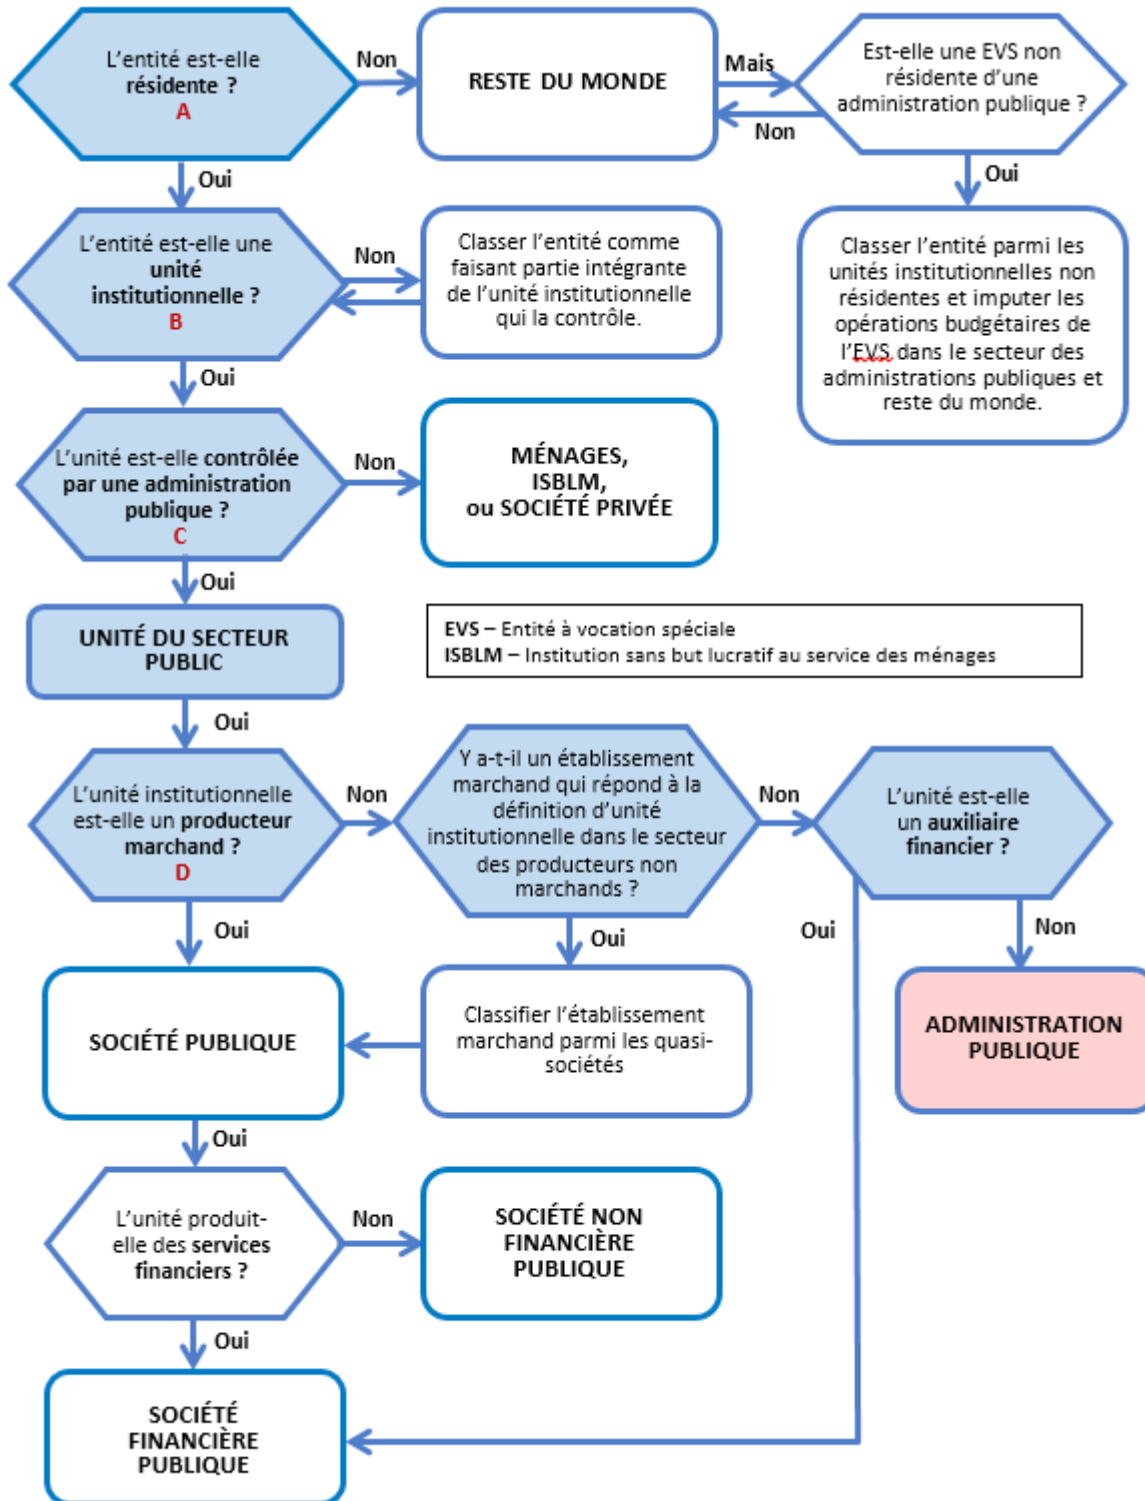 L’entité est-elle
résidente ?
A
Non
RESTE DU MONDE
Mais
Non
Est-elle une EVS non
résidente d’une
administration publique ?
Oui
Oui
L’entité est-elle une
unité
institutionnelle ?
B
Non
Classer l’entité comme
faisant partie intégrante
de l’unité institutionnelle
qui la contrôle.
Classer l’entité parmi les
unités institutionnelles non
résidentes et imputer les
opérations budgétaires de
l’EVS dans le secteur des
administrations publiques et
reste du monde.
Oui
L’unité est-elle contrôlée
par une administration
publique ?
C
Non
MÉNAGES,
ISBLM,
ou SOCIÉTÉ PRIVÉE
Oui
UNITÉ DU SECTEUR
PUBLIC
EVS – Entité à vocation spéciale
ISBLM – Institution sans but lucratif au service des ménages
Oui
L’unité institutionnelle
est-elle un producteur
marchand ?
D
Non
Y a-t-il un établissement
marchand qui répond à la
définition d’unité
institutionnelle dans le secteur
des producteurs non
marchands ?
Non
L’unité est-elle
un auxiliaire
financier ?
Oui
Oui
Oui
Non
SOCIÉTÉ PUBLIQUE
Classifier l’établissement
marchand parmi les quasi-
sociétés
ADMINISTRATION
PUBLIQUE
Oui
L’unité produit-
elle des services
financiers ?
Non
SOCIÉTÉ NON
FINANCIÈRE
PUBLIQUE
Oui
SOCIÉTÉ
FINANCIÈRE
PUBLIQUE